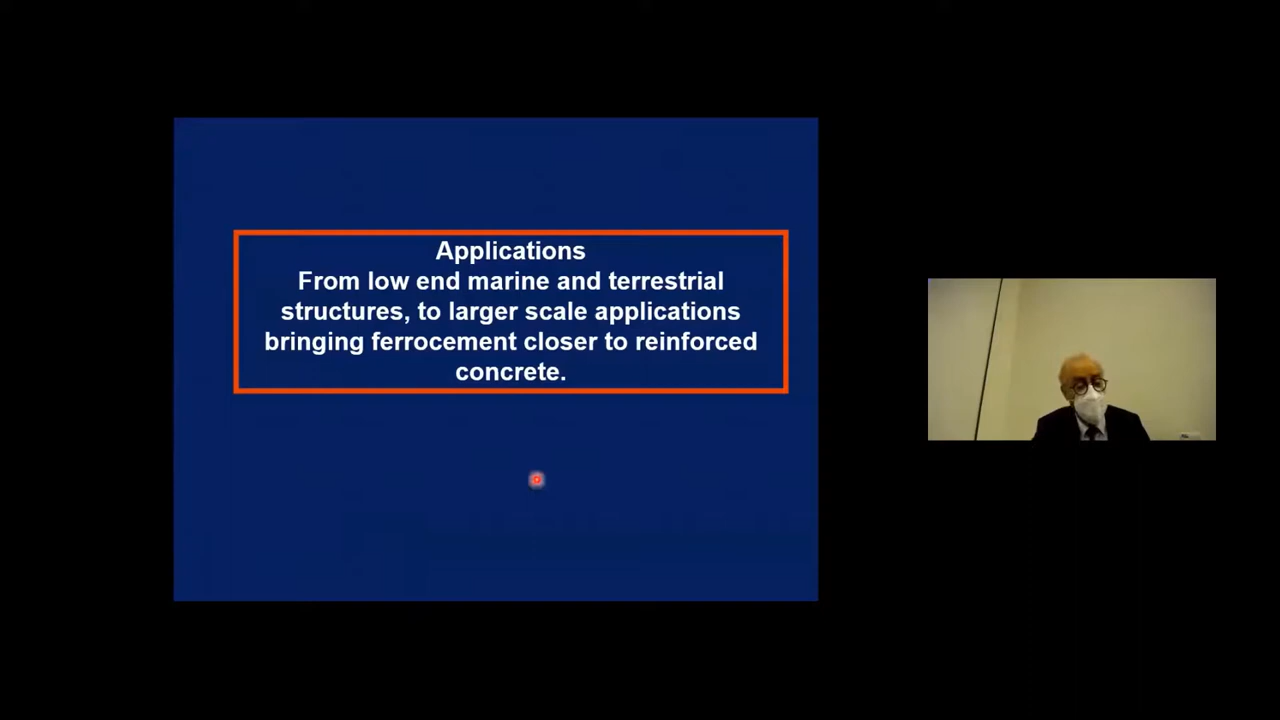 Applications
From low end marine and terrestrial
structures, to larger scale applications
bringing ferrocement closer to reinforced
concrete.